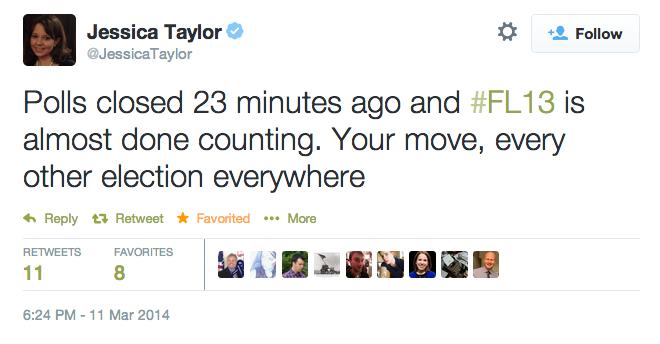 Jessica Taylor
@JessicaTaylor
Follow
Polls closed 23 minutes ago and #FL13 is
almost done counting. Your move, every
other election everywhere
Reply Retweet Favorited More
RETWEETS FAVORITES
11 8
6:24 PM - 11 Mar 2014